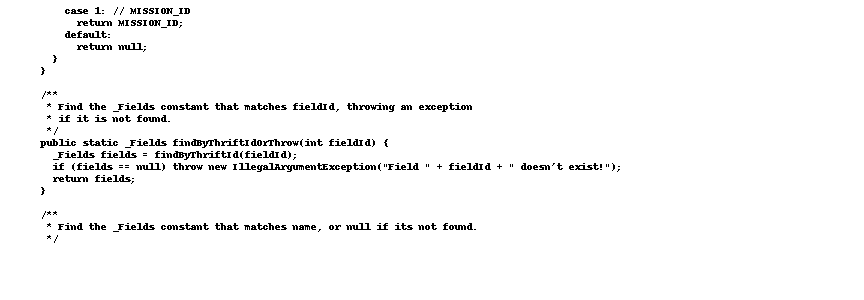 case 1: // MISSION_ID
return MISSION_ID;
default:
return null;
}
}
/**
* Find the _Fields constant that matches fieldId, throwing an exception
* if it is not found.
*/
public static _Fields findByThriftIdOrThrow(int fieldId) {
_Fields fields = findByThriftId(fieldId);
if (fields == null) throw new IllegalArgumentException("Field " + fieldId + " doesn't exist!");
return fields;
}
/**
* Find the _Fields constant that matches name, or null if its not found.
*/